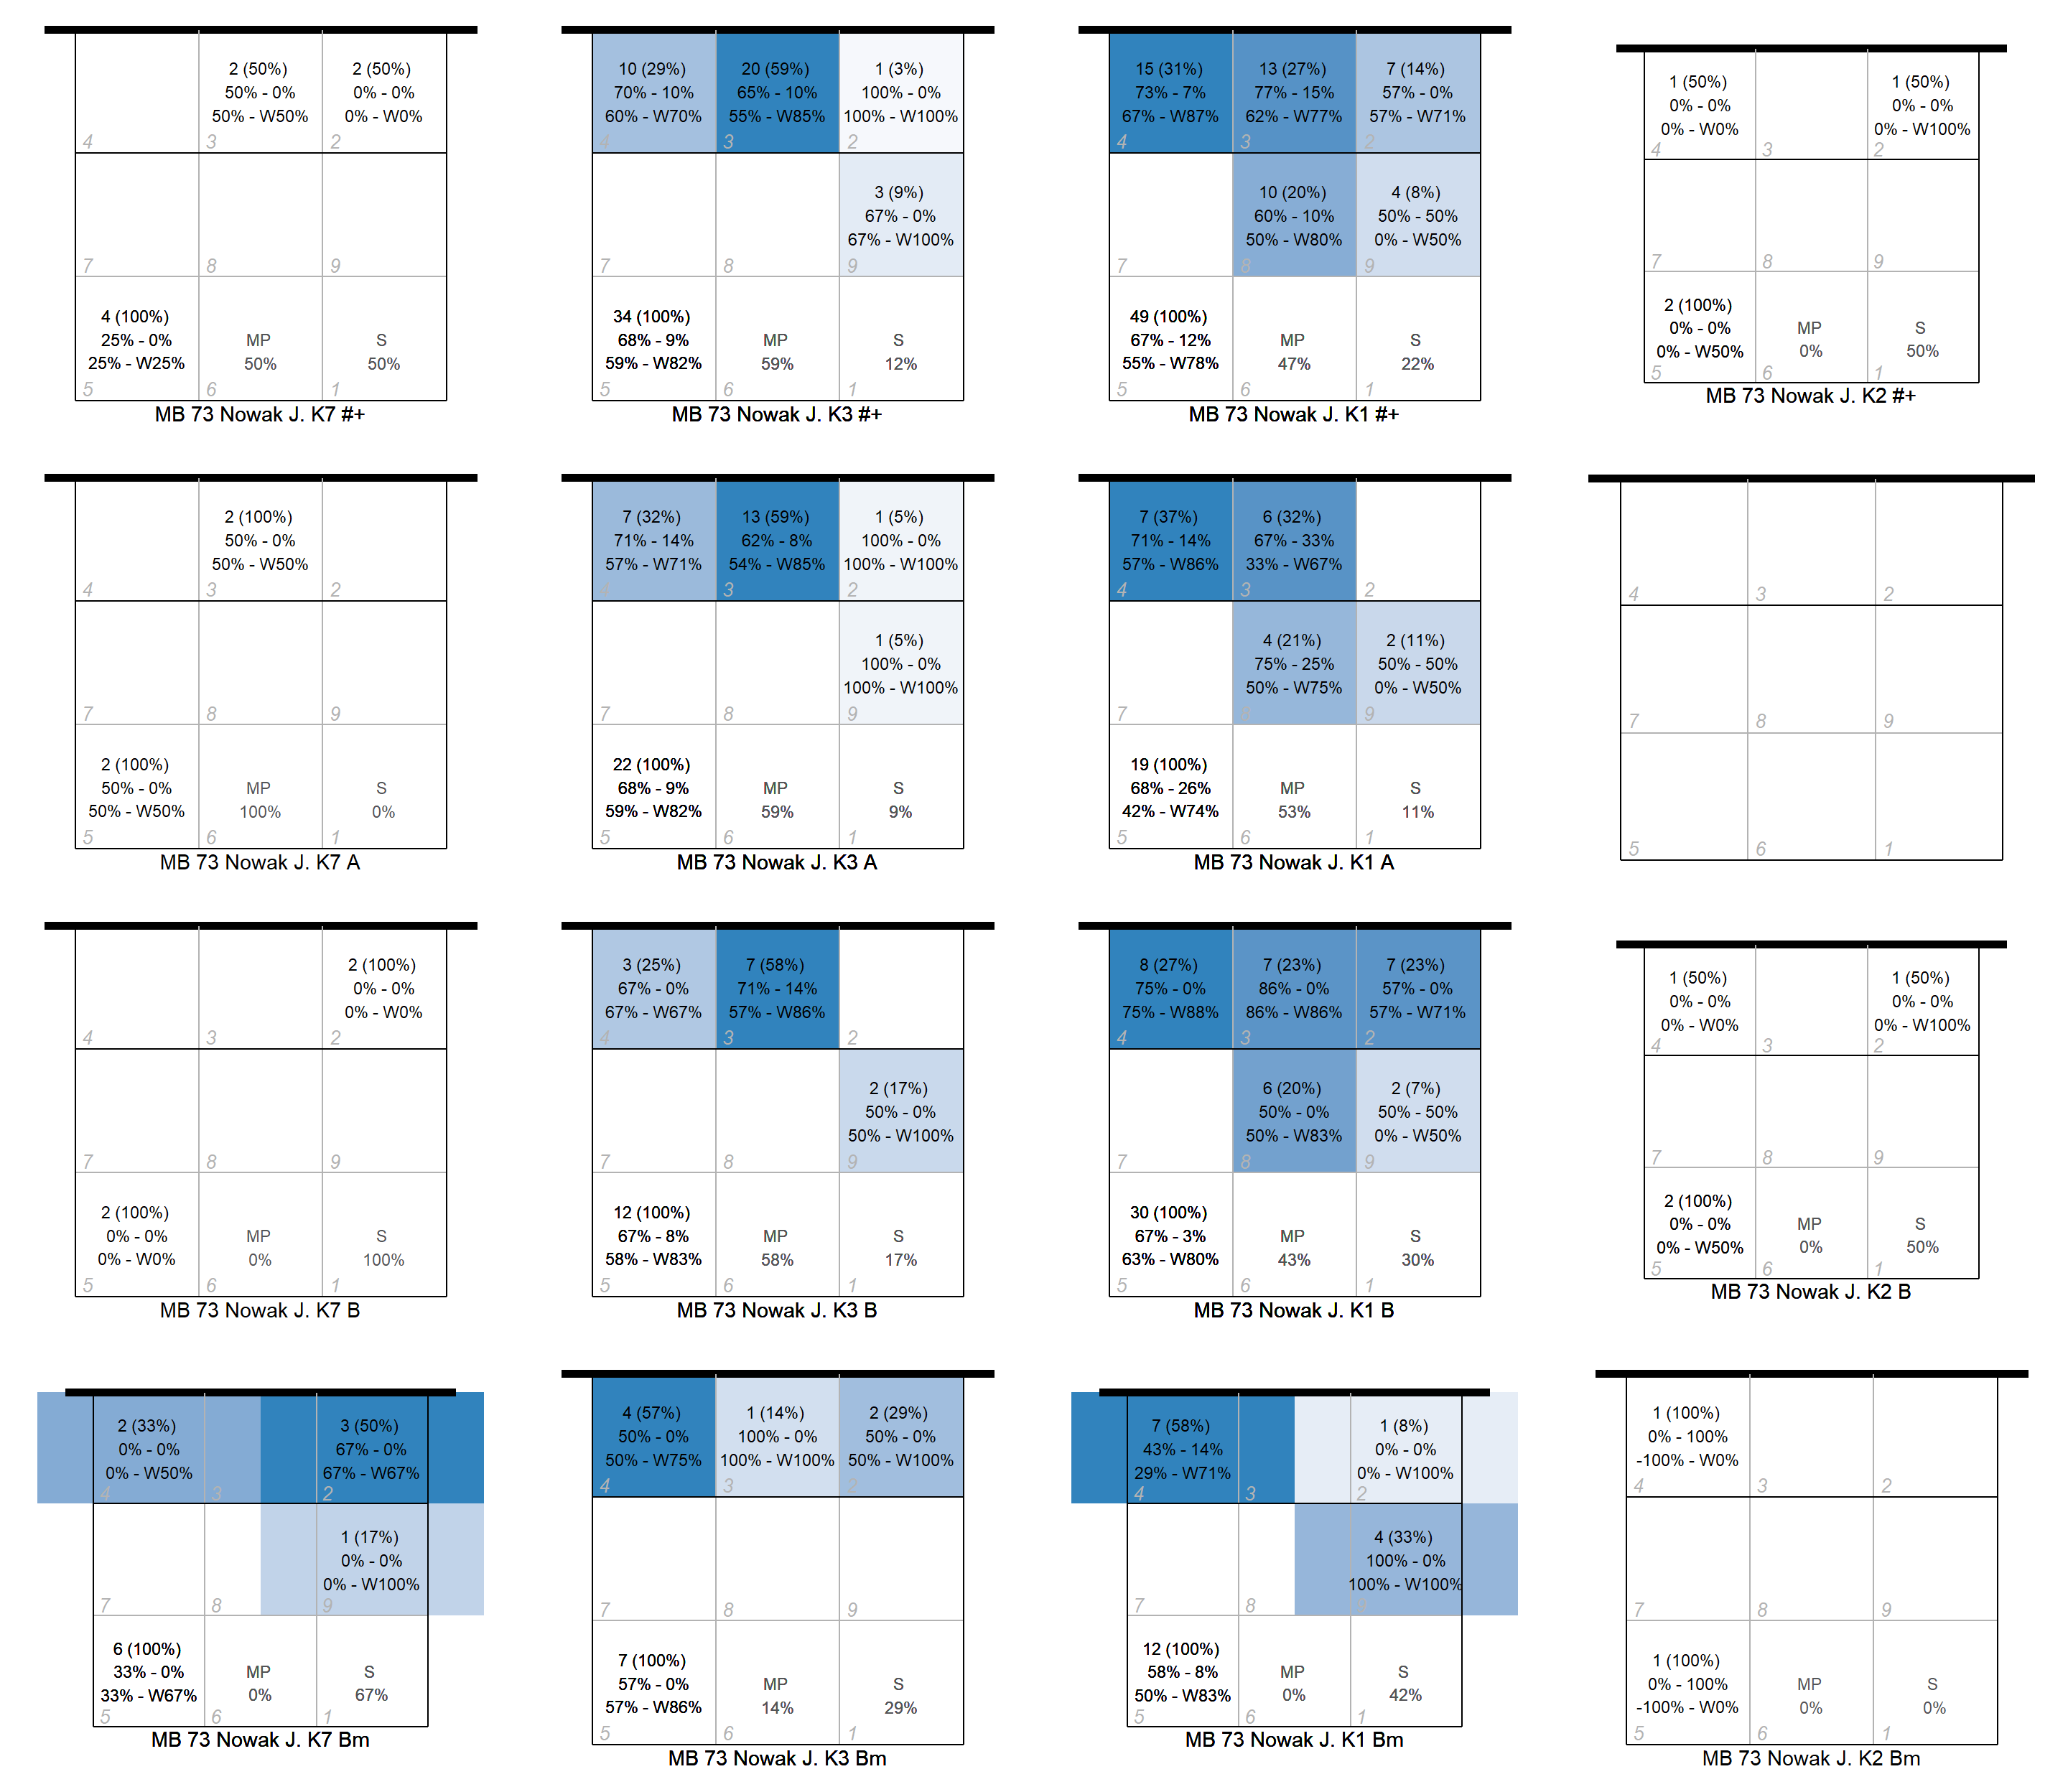 2 (50%)
50% - 0%
50% - W50%
2 (50%)
0% - 0%
0% - W0%
4
3
2
7
8
9
4 (100%)
25% - 0%
25% - W25%
MP
50%
S
50%
5
6
1
MB 73 Nowak J. K7 #+
10 (29%)
70% - 10%
60% - W70%
20 (59%)
65% - 10%
55% - W85%
1 (3%)
100% - 0%
100% - W100%
4
3
2
3 (9%)
67% - 0%
67% - W100%
7
8
9
34 (100%)
68% - 9%
59% - W82%
MP
59%
S
12%
5
6
1
MB 73 Nowak J. K3 #+
15 (31%)
73% - 7%
67% - W87%
13 (27%)
77% - 15%
62% - W77%
7 (14%)
57% - 0%
57% - W71%
4
3
2
10 (20%)
60% - 10%
50% - W80%
4 (8%)
50% - 50%
0% - W50%
7
8
9
49 (100%)
67% - 12%
55% - W78%
MP
47%
S
22%
5
6
1
MB 73 Nowak J. K1 #+
1 (50%)
0% - 0%
0% - W0%
1 (50%)
0% - 0%
0% - W100%
4
3
2
7
8
9
2 (100%)
0% - 0%
0% - W50%
MP
0%
S
50%
5
6
1
MB 73 Nowak J. K2 #+
2 (100%)
50% - 0%
50% - W50%
4
3
2
7
8
9
2 (100%)
50% - 0%
50% - W50%
MP
100%
S
0%
5
6
1
MB 73 Nowak J. K7 A
7 (32%)
71% - 14%
57% - W71%
13 (59%)
62% - 8%
54% - W85%
1 (5%)
100% - 0%
100% - W100%
4
3
2
1 (5%)
100% - 0%
100% - W100%
7
8
9
22 (100%)
68% - 9%
59% - W82%
MP
59%
S
9%
5
6
1
MB 73 Nowak J. K3 A
7 (37%)
71% - 14%
57% - W86%
6 (32%)
67% - 33%
33% - W67%
4
3
2
4 (21%)
75% - 25%
50% - W75%
2 (11%)
50% - 50%
0% - W50%
7
8
9
19 (100%)
68% - 26%
42% - W74%
MP
53%
S
11%
5
6
1
MB 73 Nowak J. K1 A
4
3
2
7
8
9
5
6
1
2 (100%)
0% - 0%
0% - W0%
4
3
2
7
8
9
2 (100%)
0% - 0%
0% - W0%
MP
0%
S
100%
5
6
1
MB 73 Nowak J. K7 B
3 (25%)
67% - 0%
67% - W67%
7 (58%)
71% - 14%
57% - W86%
4
3
2
2 (17%)
50% - 0%
50% - W100%
7
8
9
12 (100%)
67% - 8%
58% - W83%
MP
58%
S
17%
5
6
1
MB 73 Nowak J. K3 B
8 (27%)
75% - 0%
75% - W88%
7 (23%)
86% - 0%
86% - W86%
7 (23%)
57% - 0%
57% - W71%
4
3
2
6 (20%)
50% - 0%
50% - W83%
2 (7%)
50% - 50%
0% - W50%
7
8
9
30 (100%)
67% - 3%
63% - W80%
MP
43%
S
30%
5
6
1
MB 73 Nowak J. K1 B
1 (50%)
0% - 0%
0% - W0%
1 (50%)
0% - 0%
0% - W100%
4
3
2
7
8
9
2 (100%)
0% - 0%
0% - W50%
MP
0%
S
50%
5
6
1
MB 73 Nowak J. K2 B
2 (33%)
0% - 0%
0% - W50%
3 (50%)
67% - 0%
67% - W67%
4
3
2
1 (17%)
0% - 0%
0% - W100%
7
8
9
6 (100%)
33% - 0%
33% - W67%
MP
0%
S
67%
5
6
1
MB 73 Nowak J. K7 Bm
4 (57%)
50% - 0%
50% - W75%
1 (14%)
100% - 0%
100% - W100%
2 (29%)
50% - 0%
50% - W100%
4
3
2
7
8
9
7 (100%)
57% - 0%
57% - W86%
MP
14%
S
29%
5
6
1
MB 73 Nowak J. K3 Bm
7 (58%)
43% - 14%
29% - W71%
1 (8%)
0% - 0%
0% - W100%
4
3
2
4 (33%)
100% - 0%
100% - W100%
7
8
9
12 (100%)
58% - 8%
50% - W83%
MP
0%
S
42%
5
6
1
MB 73 Nowak J. K1 Bm
1 (100%)
0% - 100%
-100% - W0%
4
3
2
7
8
9
1 (100%)
0% - 100%
-100% - W0%
MP
0%
S
0%
5
6
1
MB 73 Nowak J. K2 Bm